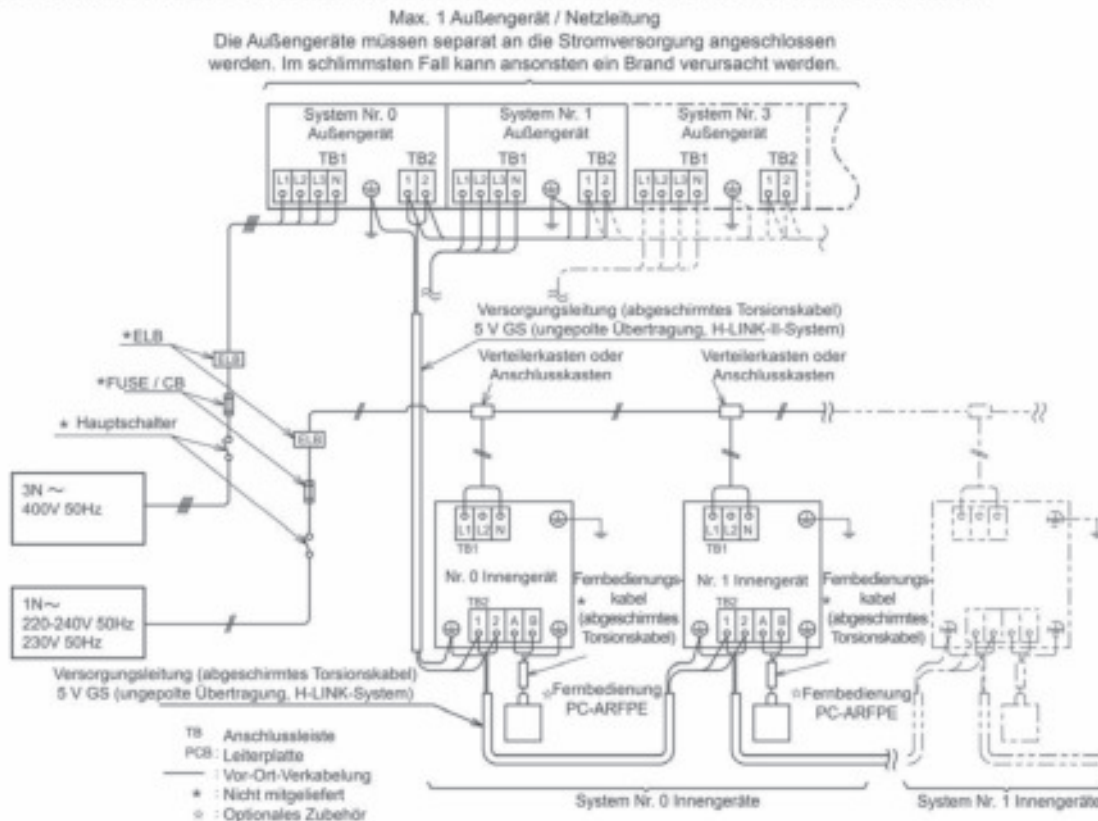 Max. 1 Außengerät / Netzleitung
Die Außengeräte müssen separat an die Stromversorgung angeschlossen
werden. Im schlimmsten Fall kann ansonsten ein Brand verursacht werden.
System Nr. 0
Außengerät
System Nr. 1
Außengerät
System Nr. 3
Außengerät
TB1
TB2
TB1
TB2
TB1
TB2
L1 L2 L3 N
1 2
L1 L2 L3 N
1 2
L1 L2 L3 N
1 2
Versorgungsleitung (abgeschirmtes Torsionskabel)
5 V GS (ungepolte Übertragung, H-LINK-II-System)
*ELB
ELB
*FUSE / CB
* Hauptschalter
ELB
Verteilerkasten oder
Anschlusskasten
Verteilerkasten oder
Anschlusskasten
3N ~
400V 50Hz
1N~
220-240V 50Hz
230V 50Hz
L1 L2 N
TB1
Nr. 0 Innengerät
TB2
1 2 A B
Fernbedienungs-
kabel
* (abgeschirmtes
Torsionskabel)
L1 L2 N
TB1
Nr. 1 Innengerät
TB2
1 2 A B
Fernbedienungs-
kabel
* (abgeschirmtes
Torsionskabel)
Versorgungsleitung (abgeschirmtes Torsionskabel)
5 V GS (ungepolte Übertragung, H-LINK-System)
☆Fernbedienung
PC-ARFPE
☆Fernbedienung
PC-ARFPE
TB Anschlussleiste
PCB : Leiterplatte
: Vor-Ort-Verkabelung
* : Nicht mitgeliefert
☆ : Optionales Zubehör
System Nr. 0 Innengeräte
System Nr. 1 Innengeräte